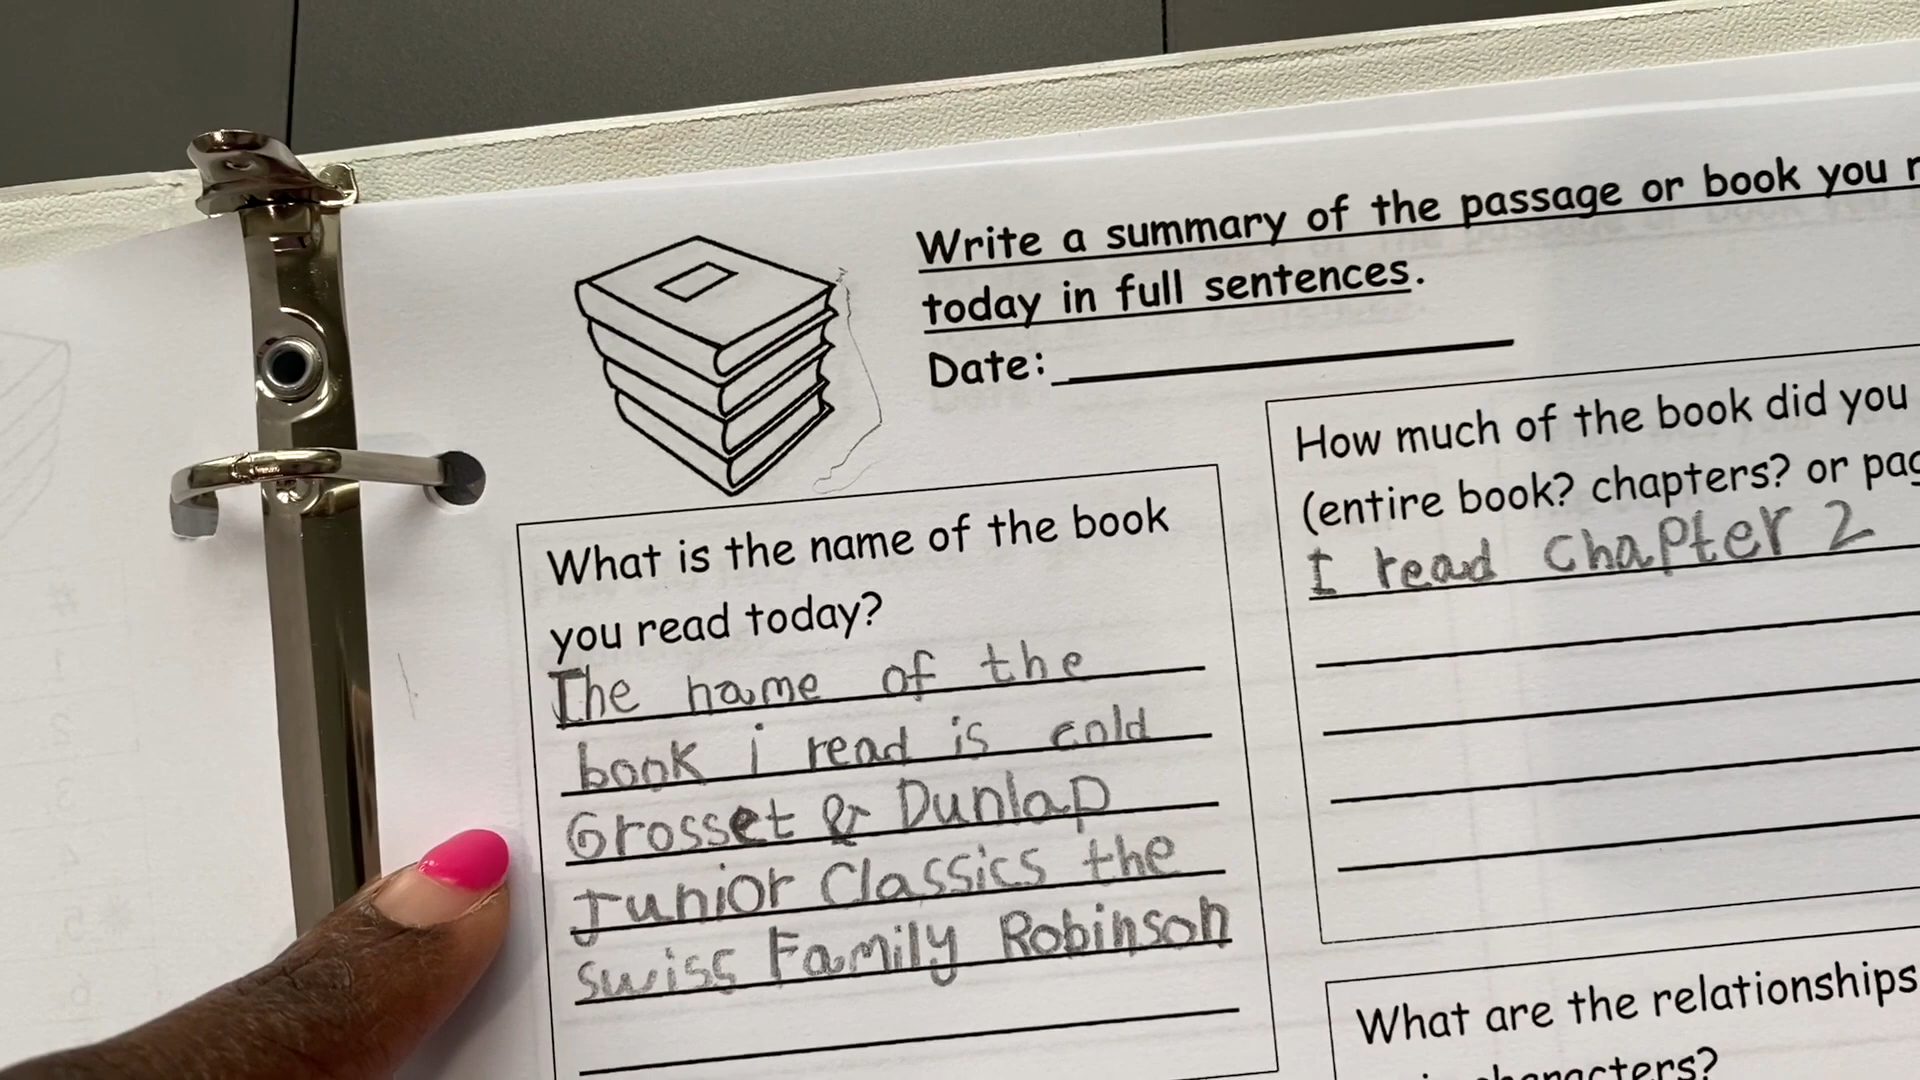 Write a summary of the passage or book you
today in full sentences.
Date:
What is the name of the book
you read today?
The name of the
book i read is cold
Grosset & Dunlap
Junior Classics the
swiss Family Robinson
How much of the book did you
(entire book? chapters? or
I read Chapter 2
What are the relationships
characters?